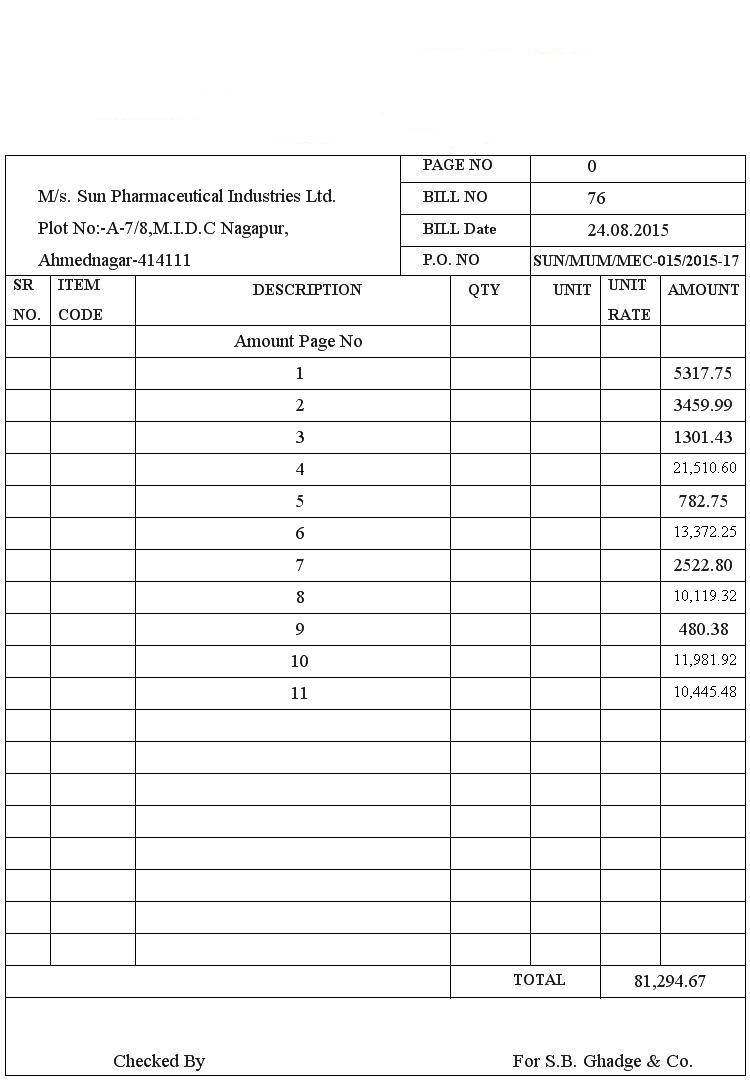 PAGE NO 0
M/s. Sun Pharmaceutical Industries Ltd. BILL NO 76
Plot No:-A-7/8,M.I.D.C Nagapur, BILL Date 24.08.2015
Ahmednagar-414111 P.O. NO SUN/MUM/MEC-015/2015-17
SR NO. ITEM CODE DESCRIPTION QTY UNIT UNIT RATE AMOUNT
Amount Page No
1 5317.75
2 3459.99
3 1301.43
4 21,510.60
5 782.75
6 13,372.25
7 2522.80
8 10,119.32
9 480.38
10 11,981.92
11 10,445.48
TOTAL 81,294.67
Checked By For S.B. Ghadge & Co.